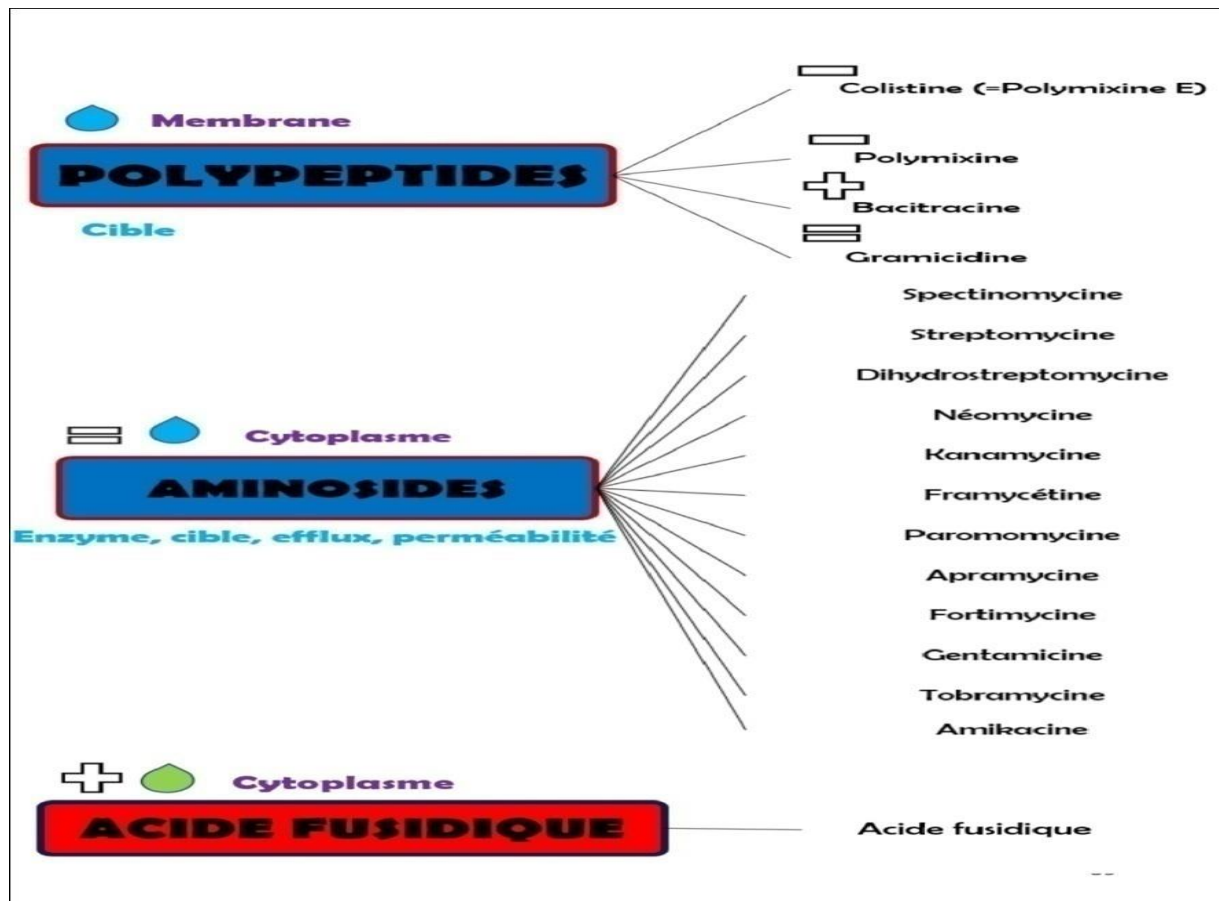 Membrane
POLYPEPTIDES
Cible
Colistine (=Polymixine E)
Polymixine
Bacitracine
Gramicidine
Cytoplasme
AMINOSIDES
Enzyme, cible, efflux, perméabilité
Spectinomycine
Streptomycine
Dihydrostreptomycine
Néomycine
Kanamycine
Framycétine
Paromomycine
Apramycine
Fortimycine
Gentamicine
Tobramycine
Amikacine
Cytoplasme
ACIDE FUSIDIQUE
Acide fusidique